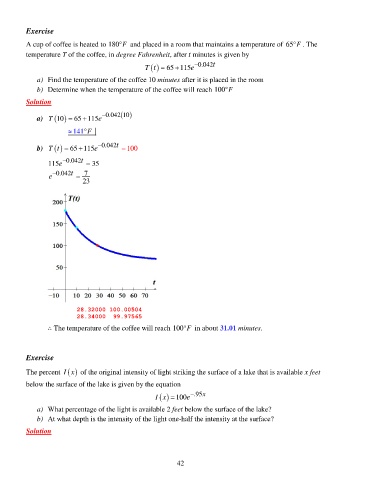 Exercise
A cup of coffee is heated to 180°F and placed in a room that maintains a temperature of 65°F . The
temperature T of the coffee, in degree Fahrenheit, after t minutes is given by
T(t) = 65 + 115e^−0.042t
a) Find the temperature of the coffee 10 minutes after it is placed in the room
b) Determine when the temperature of the coffee will reach 100°F
Solution
a) T(10) = 65 + 115e^−0.042(10)
≈ 141°F |
b) T(t) = 65 + 115e^−0.042t = 100
115e^−0.042t = 35
e^−0.042t = 7/23
T(t)
200
150
100
50
t
−10 10 20 30 40 50 60 70
28.32000 100.00504
28.34000 99.97565
∴ The temperature of the coffee will reach 100°F in about 31.01 minutes.
Exercise
The percent I(x) of the original intensity of light striking the surface of a lake that is available x feet
below the surface of the lake is given by the equation
I(x) = 100e^−.95x
a) What percentage of the light is available 2 feet below the surface of the lake?
b) At what depth is the intensity of the light one-half the intensity at the surface?
Solution
42